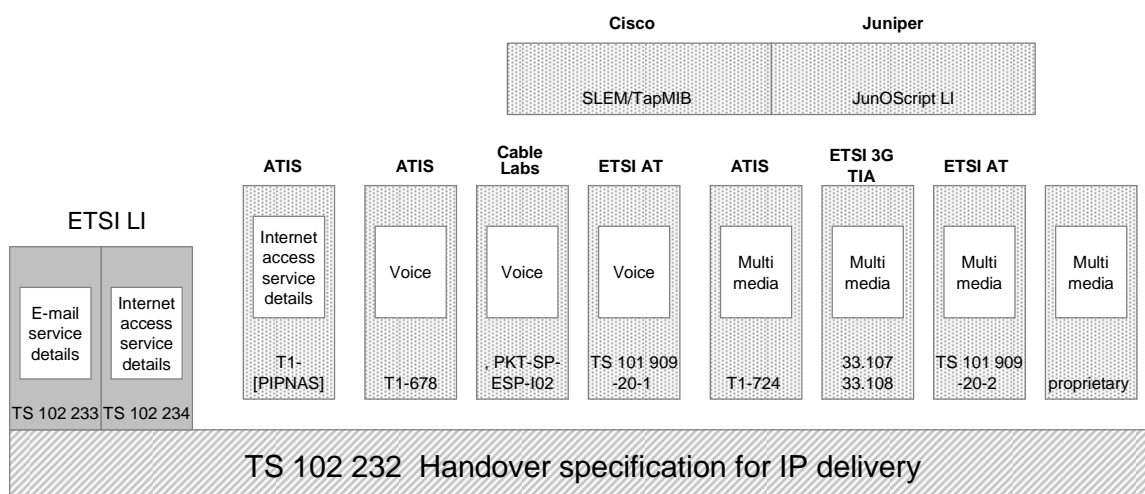 Cisco
Juniper
SLEM/TapMIB
JunOScript LI
ATIS
ATIS
Cable
Labs
ETSI AT
ATIS
ETSI 3G
TIA
ETSI AT
ETSI LI
Internet
access
service
details
Voice
Voice
Voice
Multi
media
Multi
media
Multi
media
Multi
media
E-mail
service
details
Internet
access
service
details
T1-
[PIPNAS]
T1-678
, PKT-SP-
ESP-I02
TS 101 909
-20-1
T1-724
33.107
33.108
TS 101 909
-20-2
proprietary
TS 102 233
TS 102 234
TS 102 232 Handover specification for IP delivery